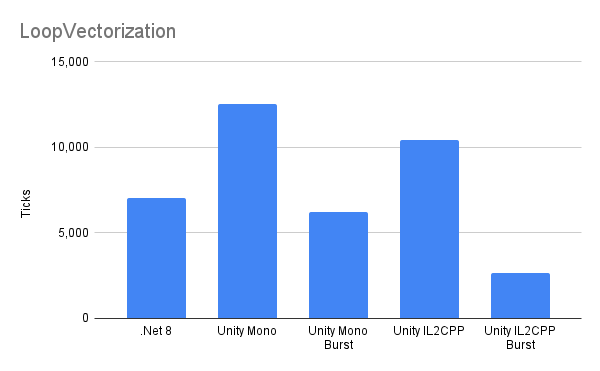 LoopVectorization
15,000
10,000
5,000
0
Ticks
.Net 8
Unity Mono
Unity Mono
Burst
Unity IL2CPP
Unity IL2CPP
Burst